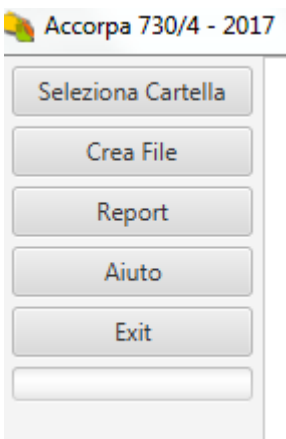 Accorpa 730/4 - 2017
Seleziona Cartella
Crea File
Report
Aiuto
Exit